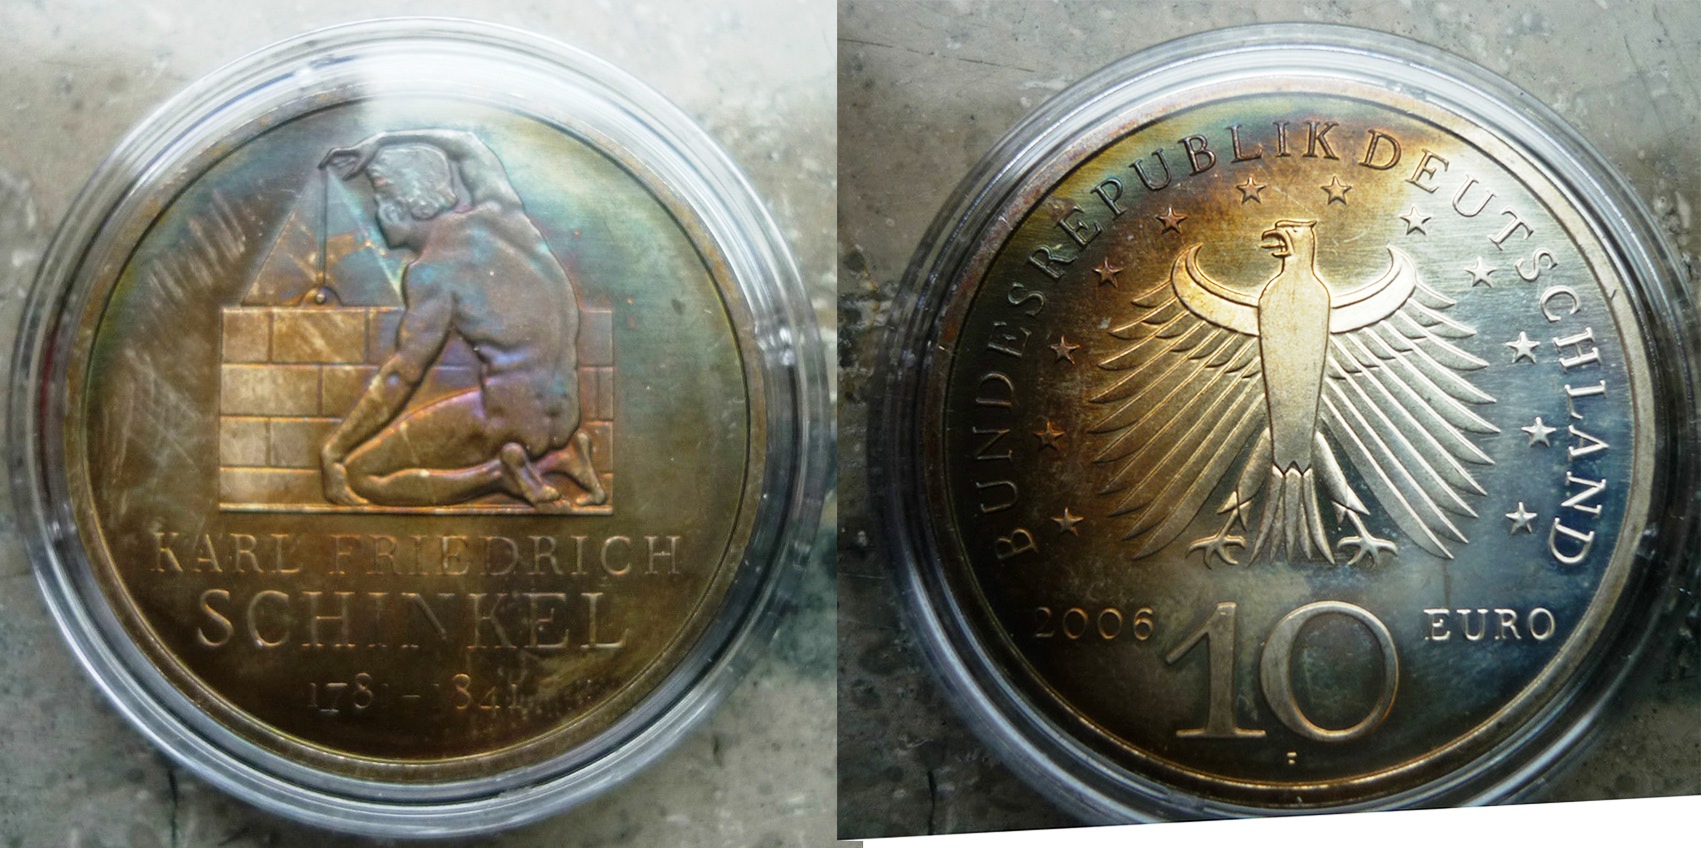 KARL FRIEDRICH
SCHINKEL
1781–1841
BUNDESREPUBLIK DEUTSCHLAND
2006 10 EURO
F